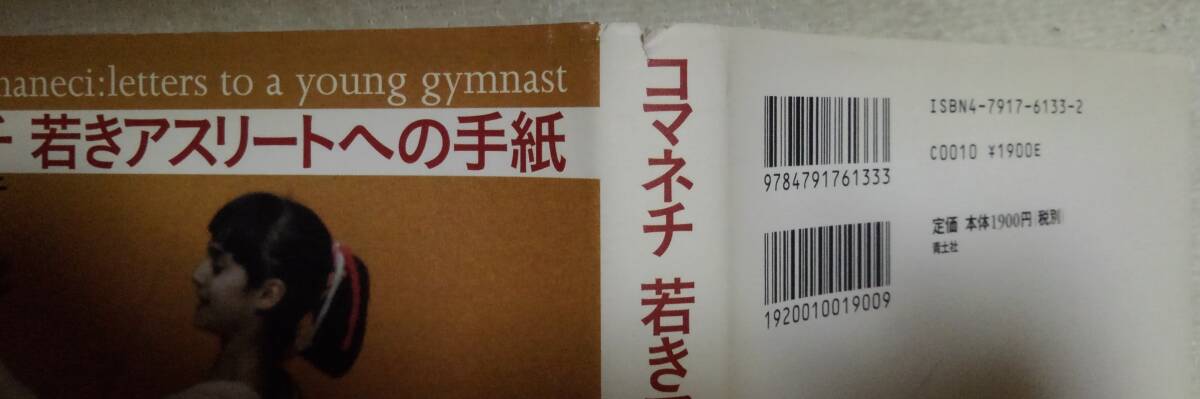 naneci:letters to a young gymnast
チ 若きアスリートへの手紙
コマネチ 若き
ISBN4-7917-6133-2
C0010 ¥1900E
9784791761333
定価 本体1900円 税別
青土社
1920010019009